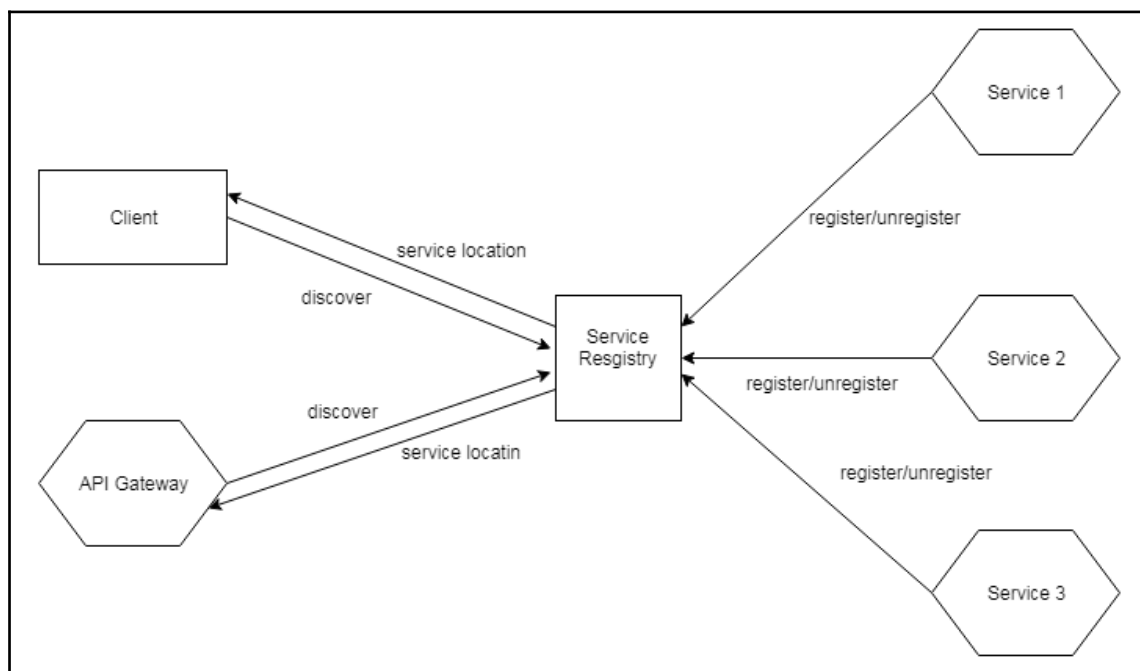 Service 1
Client
register/unregister
service location
discover
Service
Resgistry
Service 2
register/unregister
discover
service locatin
register/unregister
API Gateway
Service 3